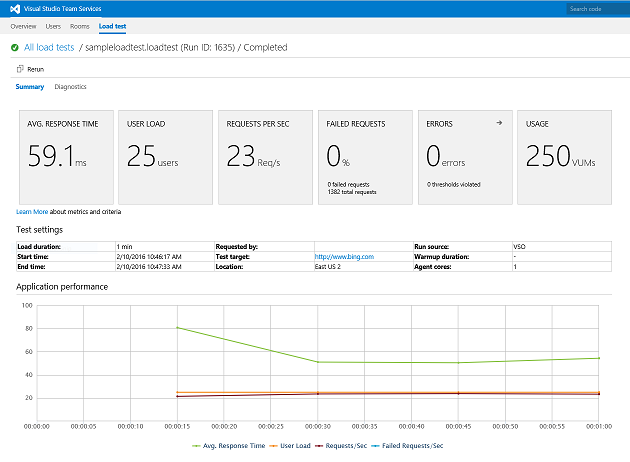 Visual Studio Team Services
Search code
Overview Users Rooms Load test
All load tests / sampleloadtest.loadtest (Run ID: 1635) / Completed
Rerun
Summary Diagnostics
AVG. RESPONSE TIME USER LOAD REQUESTS PER SEC FAILED REQUESTS ERRORS → USAGE
59.1 ms 25 users 23 Req/s 0 % 0 errors 250 VUMs
0 failed requests 0 thresholds violated
1382 total requests
Learn More about metrics and criteria
Test settings
Load duration: 1 min Requested by: Run source: VSO
Start time: 2/10/2016 10:46:17 AM Test target: http://www.bing.com Warmup duration: -
End time: 2/10/2016 10:47:33 AM Location: East US 2 Agent cores: 1
Application performance
100
80
60
40
20
00:00:00 00:00:05 00:00:10 00:00:15 00:00:20 00:00:25 00:00:30 00:00:35 00:00:40 00:00:45 00:00:50 00:00:55 00:01:00
Avg. Response Time User Load Requests/Sec Failed Requests/Sec